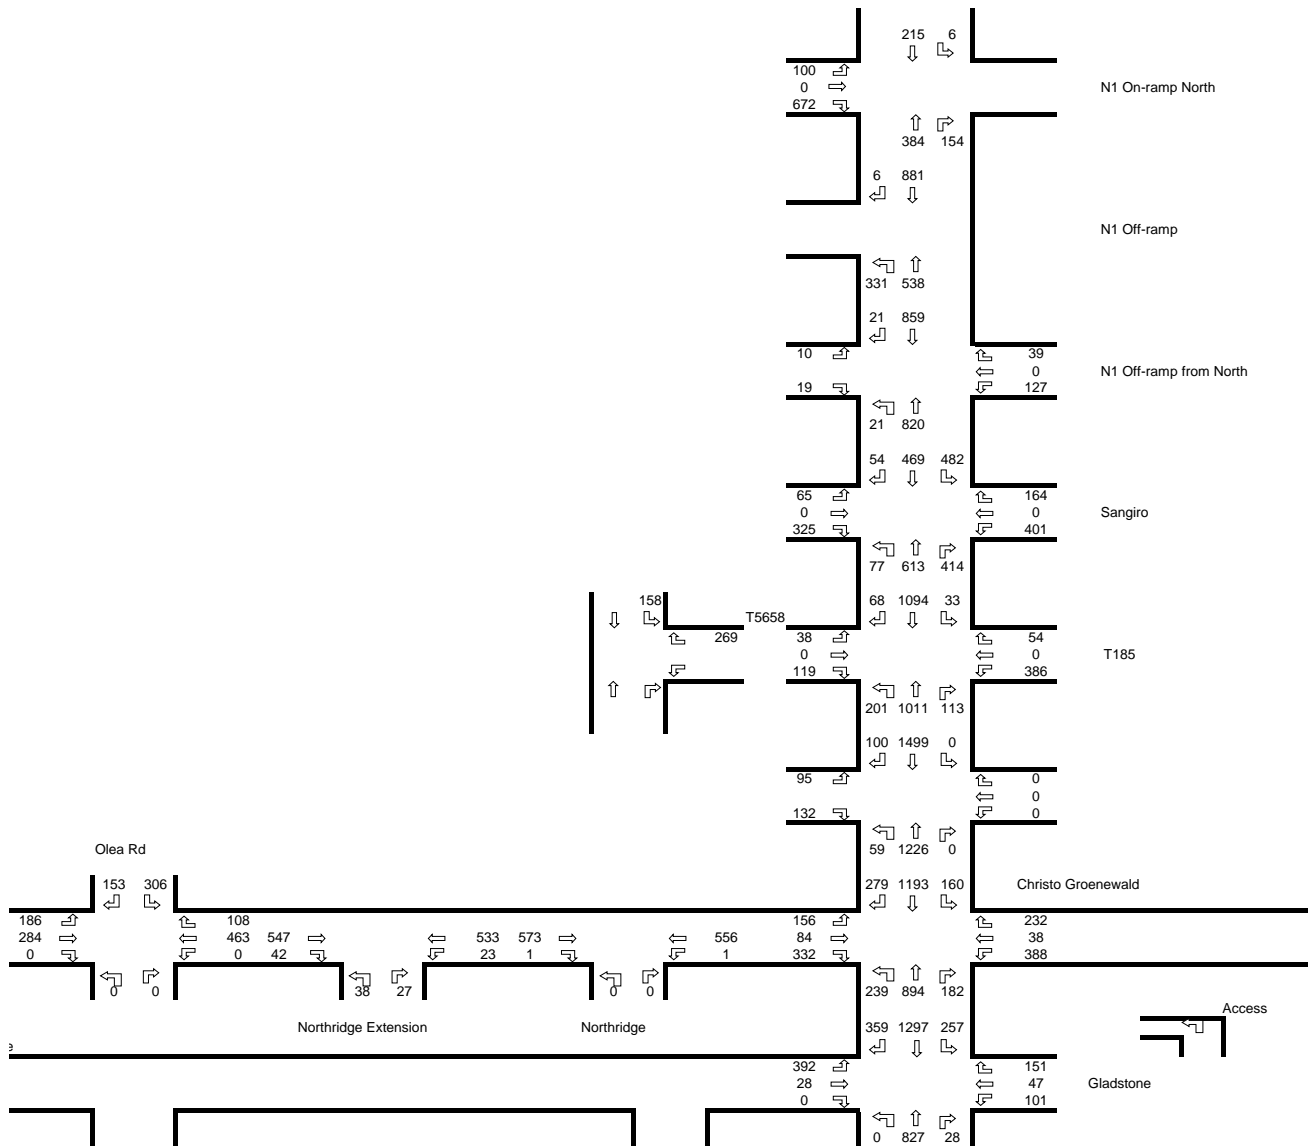 215 6
100
0
672
N1 On-ramp North
384 154
6 881
N1 Off-ramp
331 538
21 859
10 39
0
N1 Off-ramp from North
19 127
21 820
54 469 482
65 164
0 0
Sangiro
325 401
77 613 414
158
68 1094 33
T5658
269
38 54
0 0
T185
119 386
201 1011 113
100 1499 0
95 0
0
132 0
59 1226 0
Olea Rd
153 306
279 1193 160
Christo Groenewald
186 108 156 232
284 463 547 533 573 556 84 38
0 0 42 23 1 1 332 388
0 0 38 27 0 0 239 894 182
Access
Northridge Extension
Northridge
359 1297 257
e
392 151
28 47
Gladstone
0 101
0 827 28